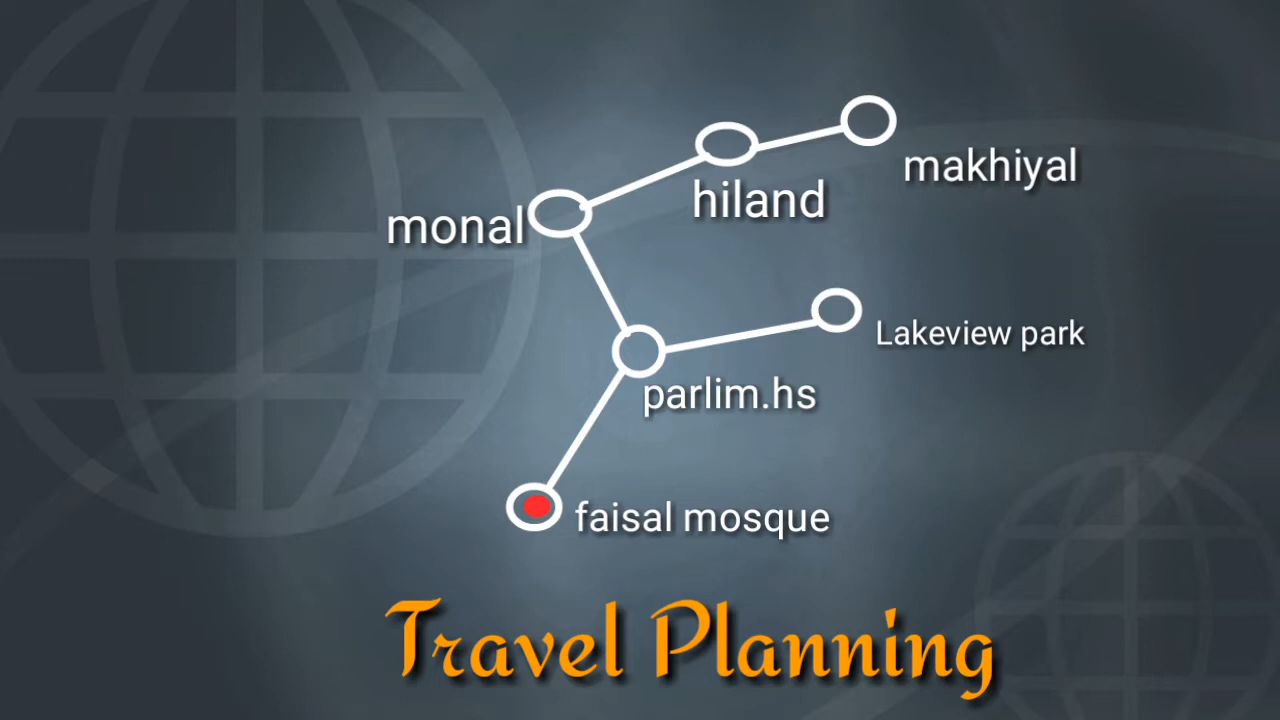 makhiyal
hiland
monal
Lakeview park
parlim.hs
faisal mosque
Travel Planning